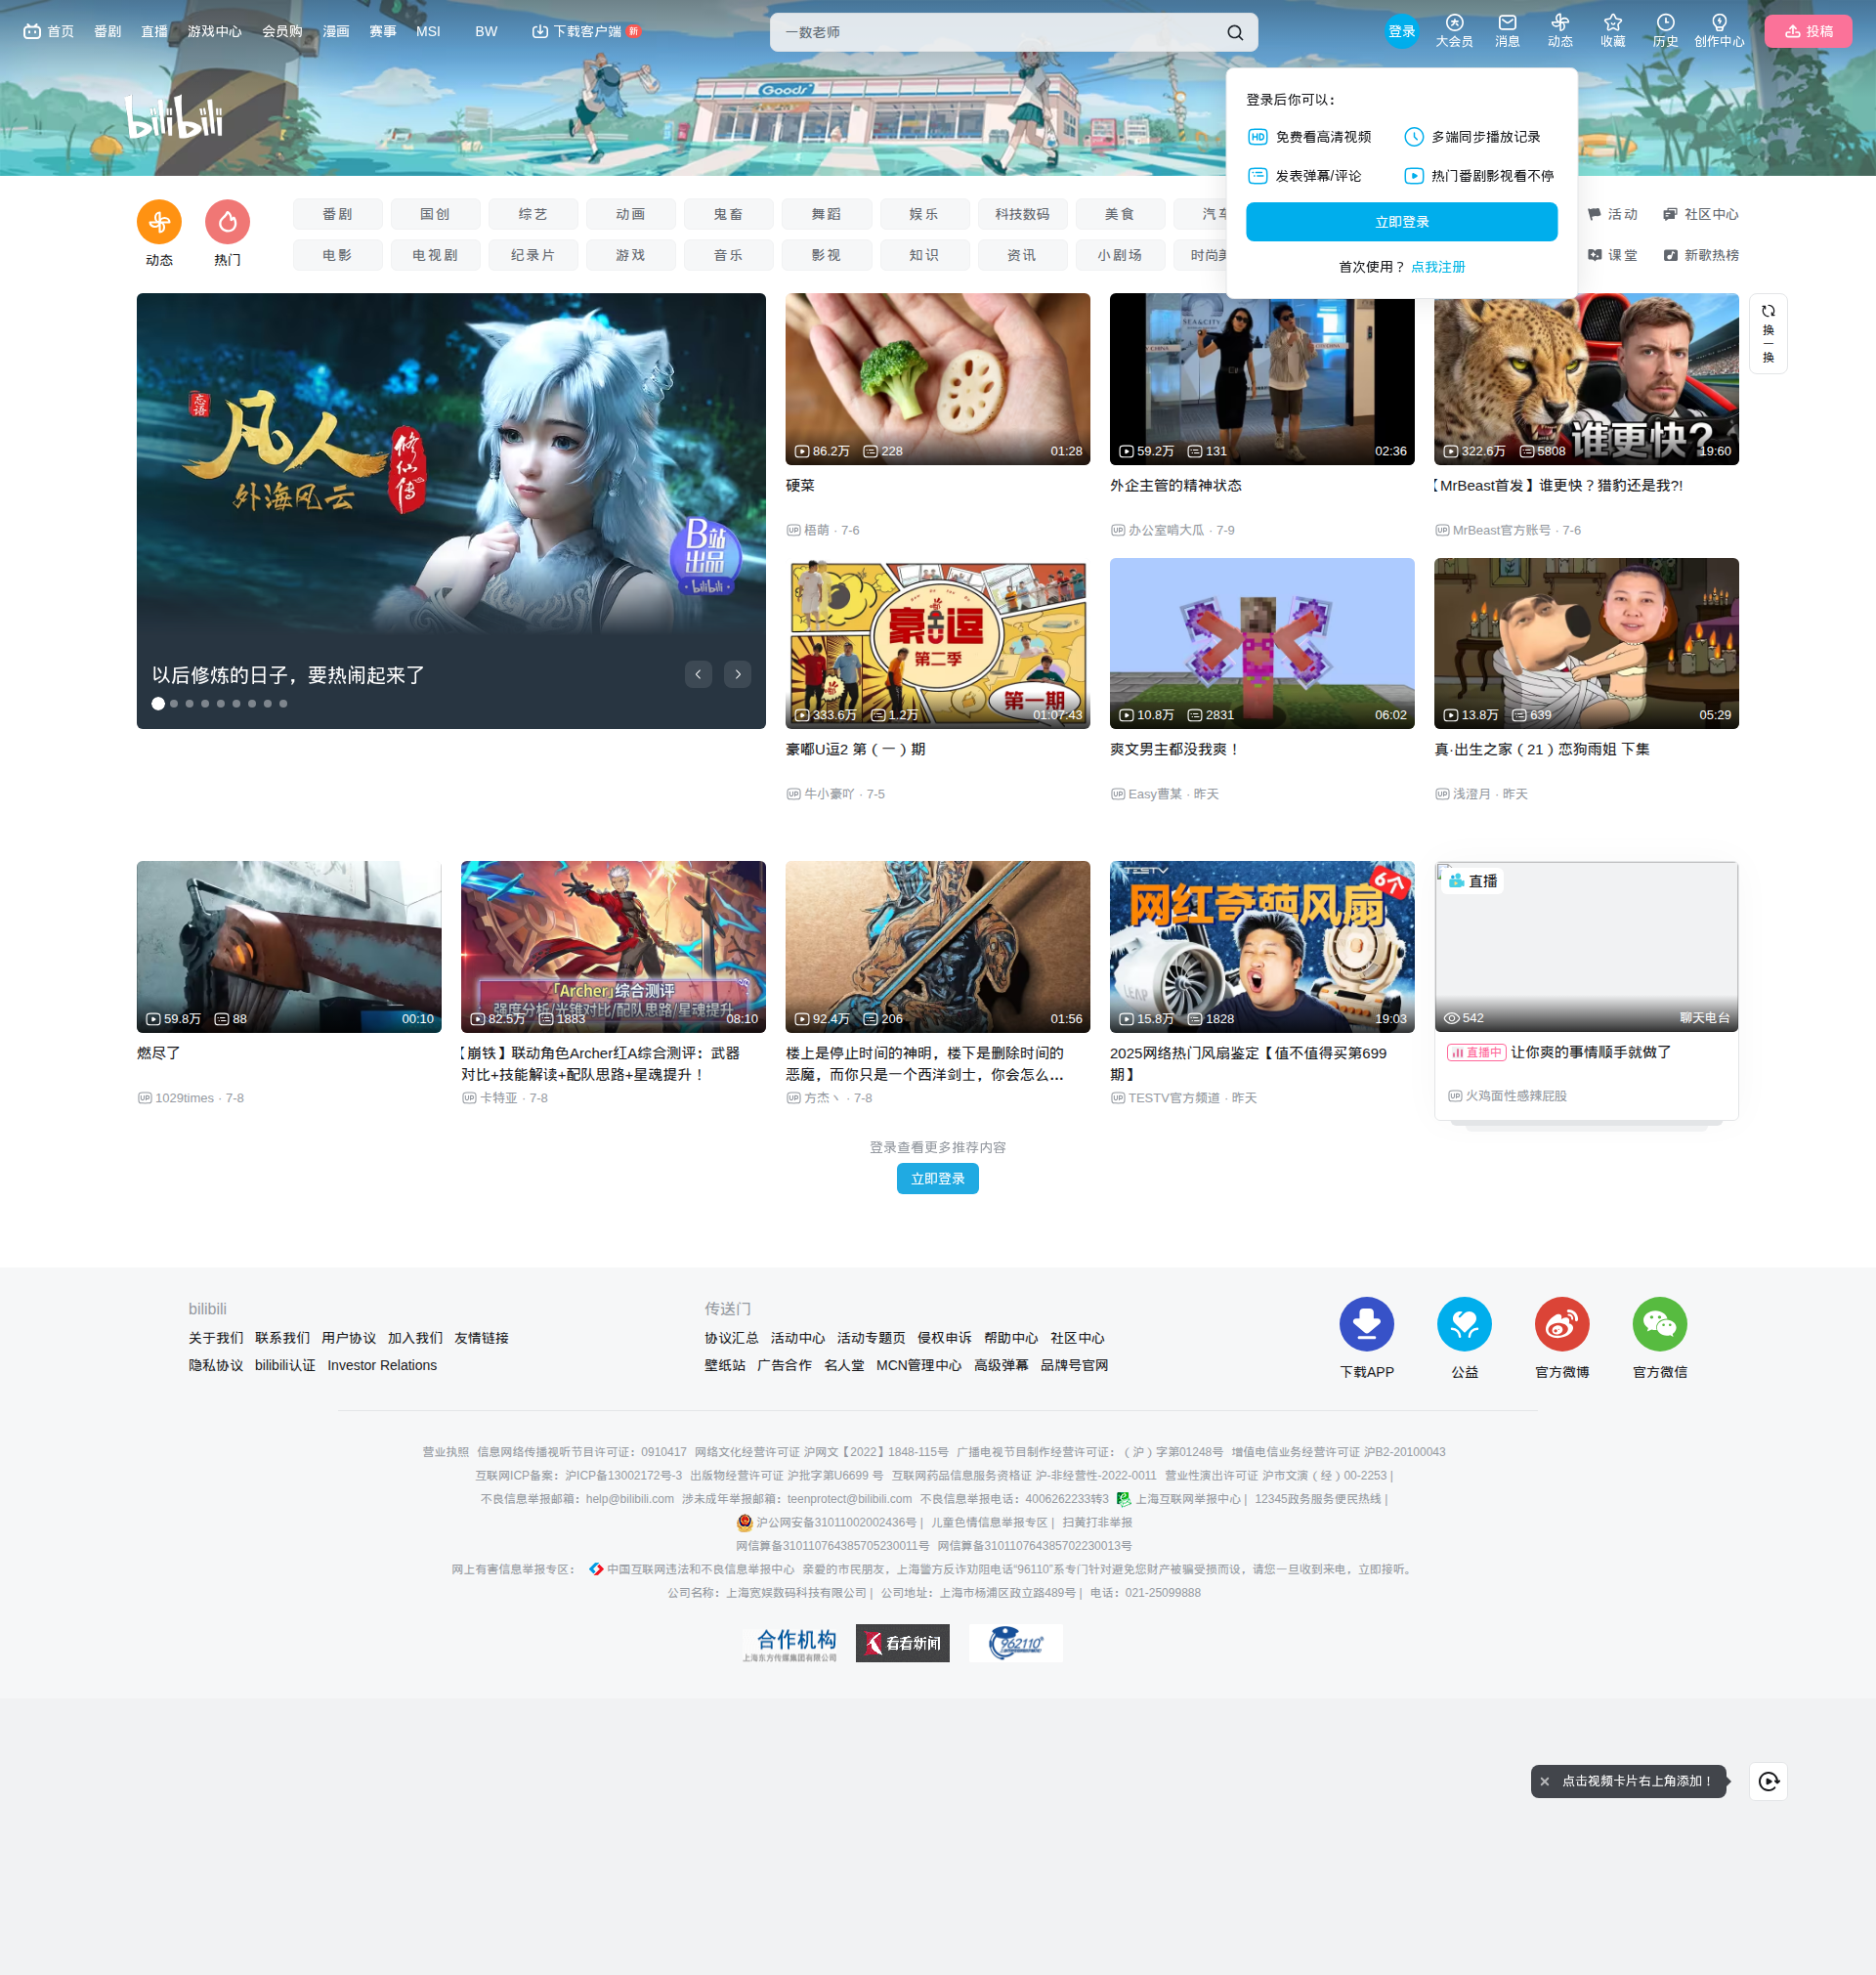 首页 番剧 直播 游戏中心 会员购 漫画 赛事 MSI BW 下载客户端 新
一数老师
登录 大会员 消息 动态 收藏 历史 创作中心 投稿
Goods
bilibili
登录后你可以：
免费看高清视频 多端同步播放记录
发表弹幕/评论 热门番剧影视看不停
立即登录
首次使用？ 点我注册
动态 热门
番剧 国创 综艺 动画 鬼畜 舞蹈 娱乐 科技数码 美食 汽车 活动 社区中心
电影 电视剧 纪录片 游戏 音乐 影视 知识 资讯 小剧场 时尚美 课堂 新歌热榜
换一换
忘语
凡人
修仙传
外海风云
B站出品
bilibili
以后修炼的日子，要热闹起来了
86.2万 228 01:28
硬菜
梧萌 · 7-6
SEA&CITY
59.2万 131 02:36
外企主管的精神状态
办公室啃大瓜 · 7-9
谁更快?
322.6万 5808 19:60
【MrBeast首发】谁更快？猎豹还是我?!
MrBeast官方账号 · 7-6
豪嘟U逗
第二季
第一期
333.6万 1.2万 01:07:43
豪嘟U逗2 第（一）期
牛小豪吖 · 7-5
10.8万 2831 06:02
爽文男主都没我爽！
Easy曹某 · 昨天
13.8万 639 05:29
真·出生之家（21）恋狗雨姐 下集
浅澄月 · 昨天
59.8万 88 00:10
燃尽了
1029times · 7-8
「Archer」综合测评
强度分析/光锥对比/配队思路/星魂提升
82.5万 1883 08:10
【崩铁】联动角色Archer红A综合测评：武器
对比+技能解读+配队思路+星魂提升！
卡特亚 · 7-8
92.4万 206 01:56
楼上是停止时间的神明，楼下是删除时间的
恶魔，而你只是一个西洋剑士，你会怎么...
方杰丶 · 7-8
TESTV
6个
网红奇葩风扇
LEAP
15.8万 1828 19:03
2025网络热门风扇鉴定【值不值得买第699
期】
TESTV官方频道 · 昨天
直播
542 聊天电台
直播中 让你爽的事情顺手就做了
火鸡面性感辣屁股
登录查看更多推荐内容
立即登录
bilibili
关于我们 联系我们 用户协议 加入我们 友情链接
隐私协议 bilibili认证 Investor Relations
传送门
协议汇总 活动中心 活动专题页 侵权申诉 帮助中心 社区中心
壁纸站 广告合作 名人堂 MCN管理中心 高级弹幕 品牌号官网
下载APP 公益 官方微博 官方微信
营业执照 信息网络传播视听节目许可证：0910417 网络文化经营许可证 沪网文【2022】1848-115号 广播电视节目制作经营许可证：（沪）字第01248号 增值电信业务经营许可证 沪B2-20100043
互联网ICP备案：沪ICP备13002172号-3 出版物经营许可证 沪批字第U6699 号 互联网药品信息服务资格证 沪-非经营性-2022-0011 营业性演出许可证 沪市文演（经）00-2253 |
不良信息举报邮箱：help@bilibili.com 涉未成年举报邮箱：teenprotect@bilibili.com 不良信息举报电话：4006262233转3 上海互联网举报中心 | 12345政务服务便民热线 |
沪公网安备31011002002436号 | 儿童色情信息举报专区 | 扫黄打非举报
网信算备310110764385705230011号 网信算备310110764385702230013号
网上有害信息举报专区： 中国互联网违法和不良信息举报中心 亲爱的市民朋友，上海警方反诈劝阻电话“96110”系专门针对避免您财产被骗受损而设，请您一旦收到来电，立即接听。
公司名称：上海宽娱数码科技有限公司 | 公司地址：上海市杨浦区政立路489号 | 电话：021-25099888
合作机构
上海东方传媒集团有限公司
看看新闻
962110
✕ 点击视频卡片右上角添加！